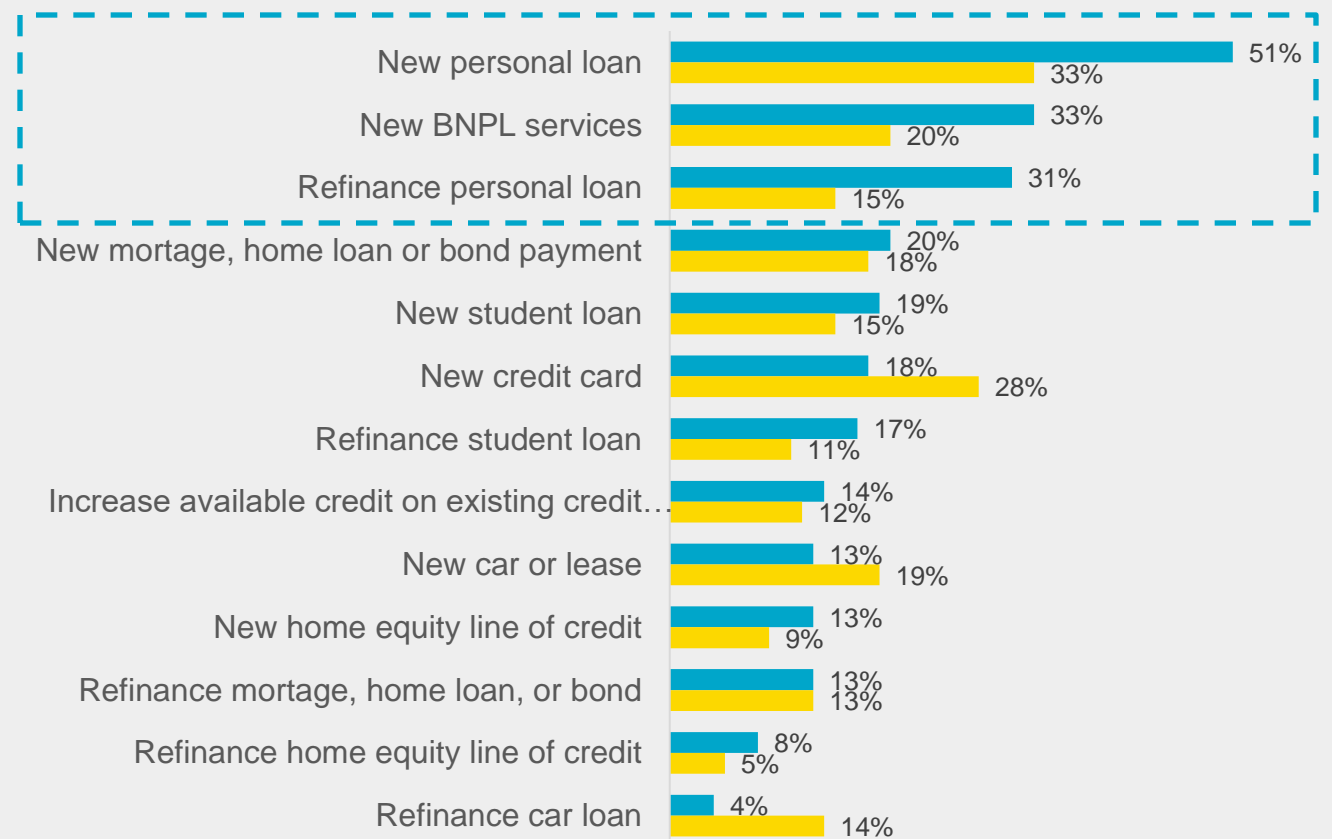 New personal loan
51%
33%
New BNPL services
33%
20%
Refinance personal loan
31%
15%
New mortage, home loan or bond payment
20%
18%
New student loan
19%
15%
New credit card
18%
28%
Refinance student loan
17%
11%
Increase available credit on existing credit…
14%
12%
New car or lease
13%
19%
New home equity line of credit
13%
9%
Refinance mortage, home loan, or bond
13%
13%
Refinance home equity line of credit
8%
5%
Refinance car loan
4%
14%